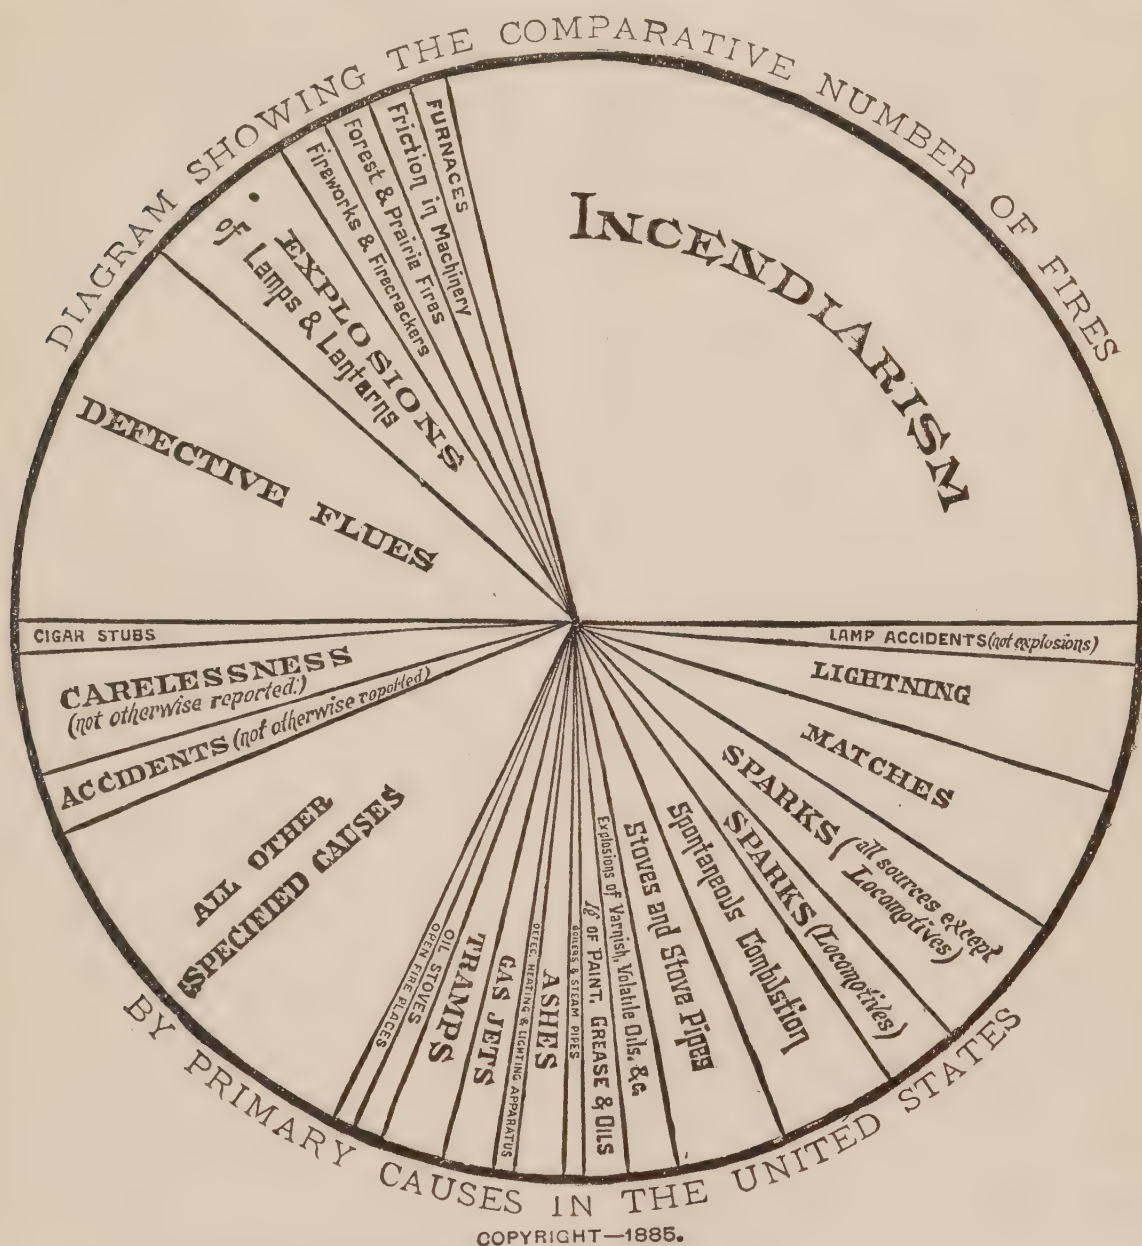 DIAGRAM SHOWING THE COMPARATIVE NUMBER OF FIRES
BY PRIMARY CAUSES IN THE UNITED STATES
INCENDIARISM
LAMP ACCIDENTS (not explosions)
LIGHTNING
MATCHES
SPARKS (all sources except
Locomotives)
SPARKS (Locomotives)
Spontaneous Combustion
Stoves and Stove Pipes
Explosions of Varnish, Volatile Oils, &c.
Ig of PAINT, GREASE & OILS
BOILERS & STEAM PIPES
ASHES
DEFEC. HEATING & LIGHTING APPARATUS
GAS JETS
TRAMPS
OIL STOVES
OPEN FIRE PLACES
ALL OTHER
SPECIFIED CAUSES
ACCIDENTS (not otherwise reported)
CARELESSNESS
(not otherwise reported.)
CIGAR STUBS
DEFECTIVE FLUES
EXPLOSIONS
of Lamps & Lanterns
Fireworks & Firecrackers
Forest & Prairie Fires
Friction in Machinery
FURNACES
COPYRIGHT—1885.